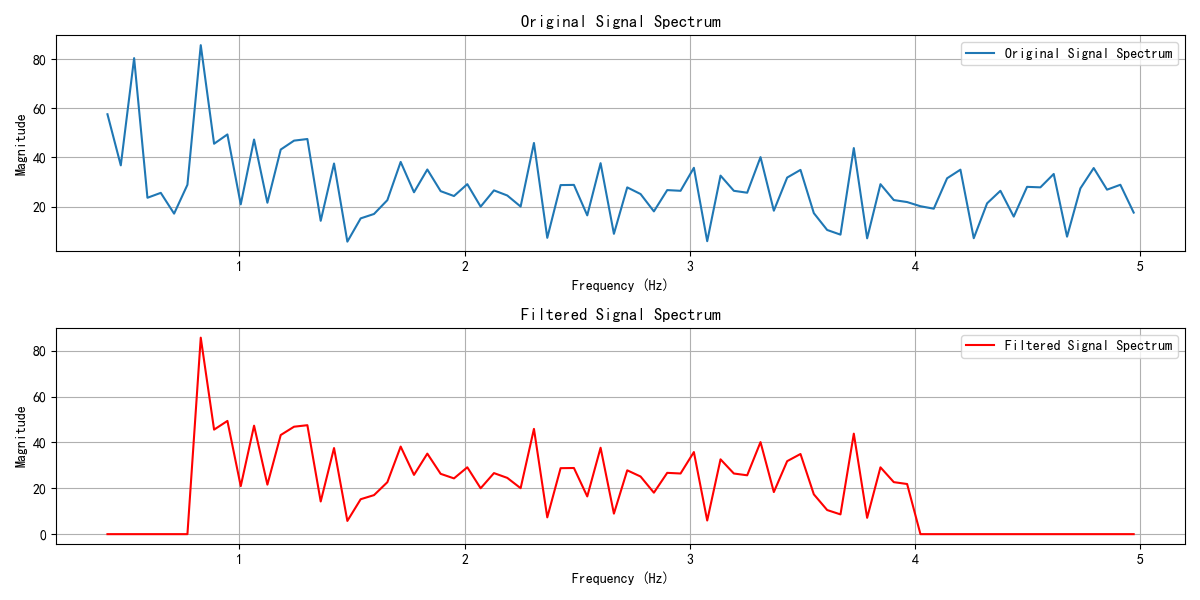 Original Signal Spectrum
Original Signal Spectrum
Magnitude
80
60
40
20
1 2 3 4 5
Frequency (Hz)
Filtered Signal Spectrum
Filtered Signal Spectrum
Magnitude
80
60
40
20
0
1 2 3 4 5
Frequency (Hz)